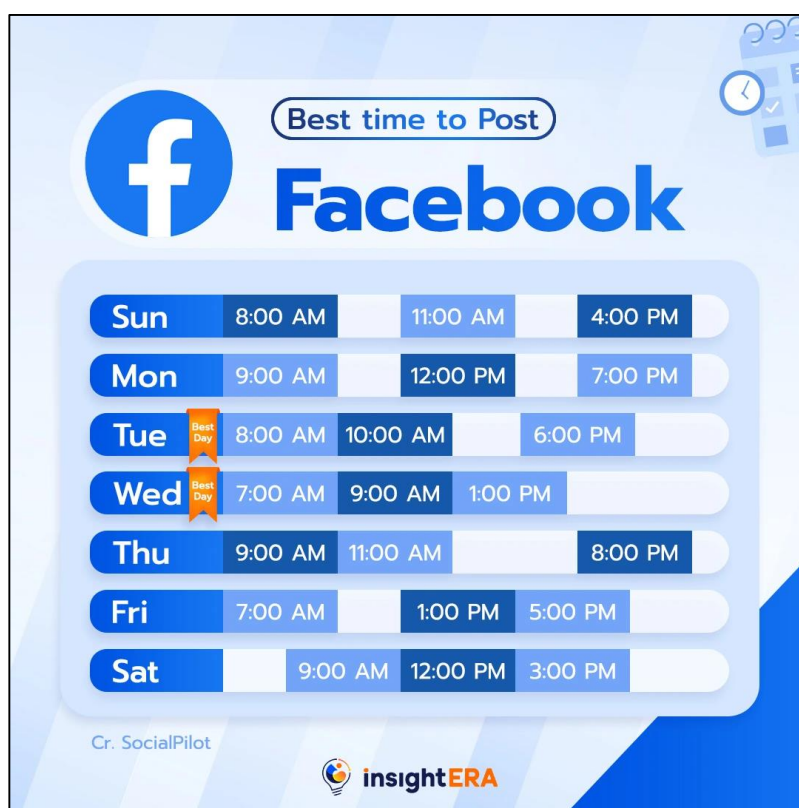 Best time to Post
Facebook
Sun 8:00 AM 11:00 AM 4:00 PM
Mon 9:00 AM 12:00 PM 7:00 PM
Tue Best Day 8:00 AM 10:00 AM 6:00 PM
Wed Best Day 7:00 AM 9:00 AM 1:00 PM
Thu 9:00 AM 11:00 AM 8:00 PM
Fri 7:00 AM 1:00 PM 5:00 PM
Sat 9:00 AM 12:00 PM 3:00 PM
Cr. SocialPilot
insightERA